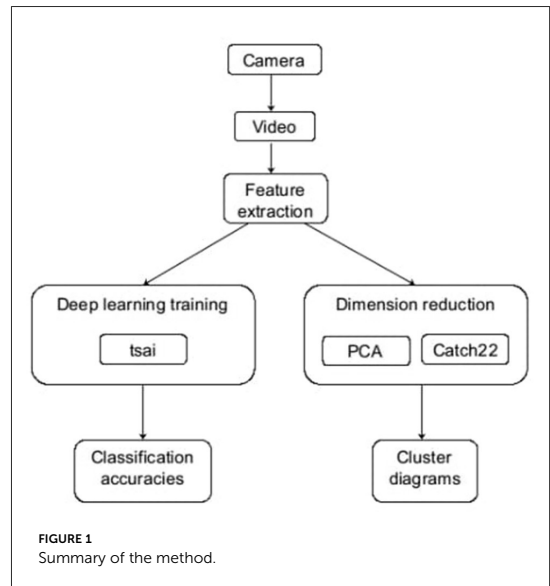 Camera
Video
Feature
extraction
Deep learning training
tsai
Dimension reduction
PCA
Catch22
Classification
accuracies
Cluster
diagrams
FIGURE 1
Summary of the method.